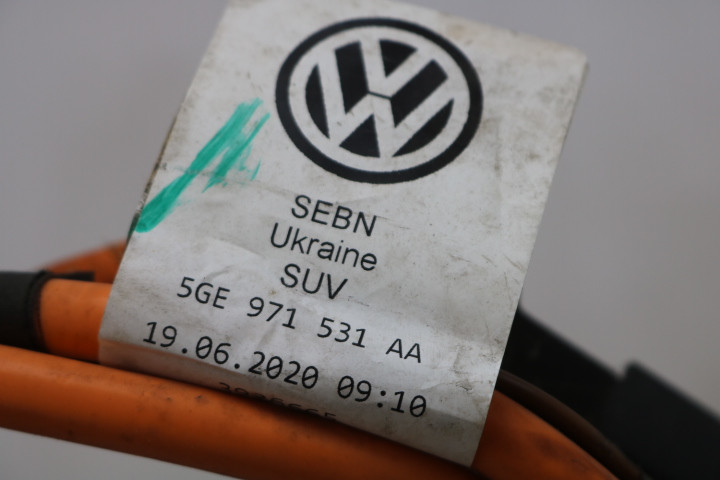 SEBN
Ukraine
SUV
5GE 971 531 AA
19.06.2020 09:10